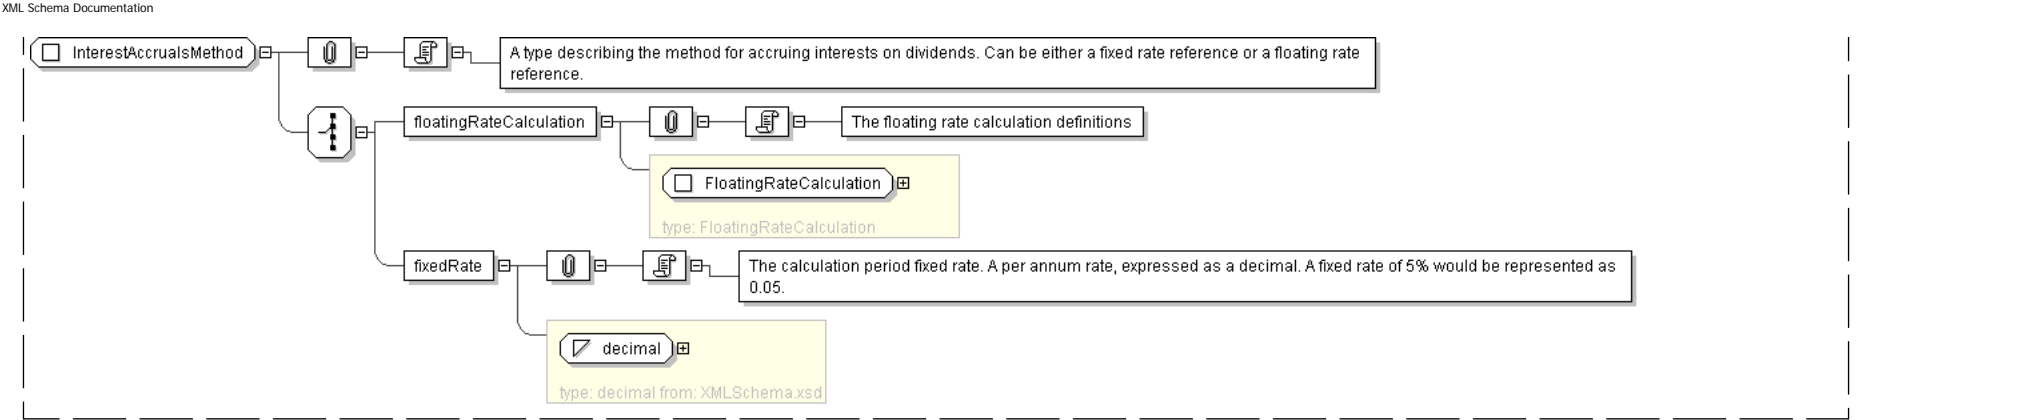 XML Schema Documentation
InterestAccrualsMethod
A type describing the method for accruing interests on dividends. Can be either a fixed rate reference or a floating rate
reference.
floatingRateCalculation
The floating rate calculation definitions
FloatingRateCalculation
type: FloatingRateCalculation
fixedRate
The calculation period fixed rate. A per annum rate, expressed as a decimal. A fixed rate of 5% would be represented as
0.05.
decimal
type: decimal from: XMLSchema.xsd